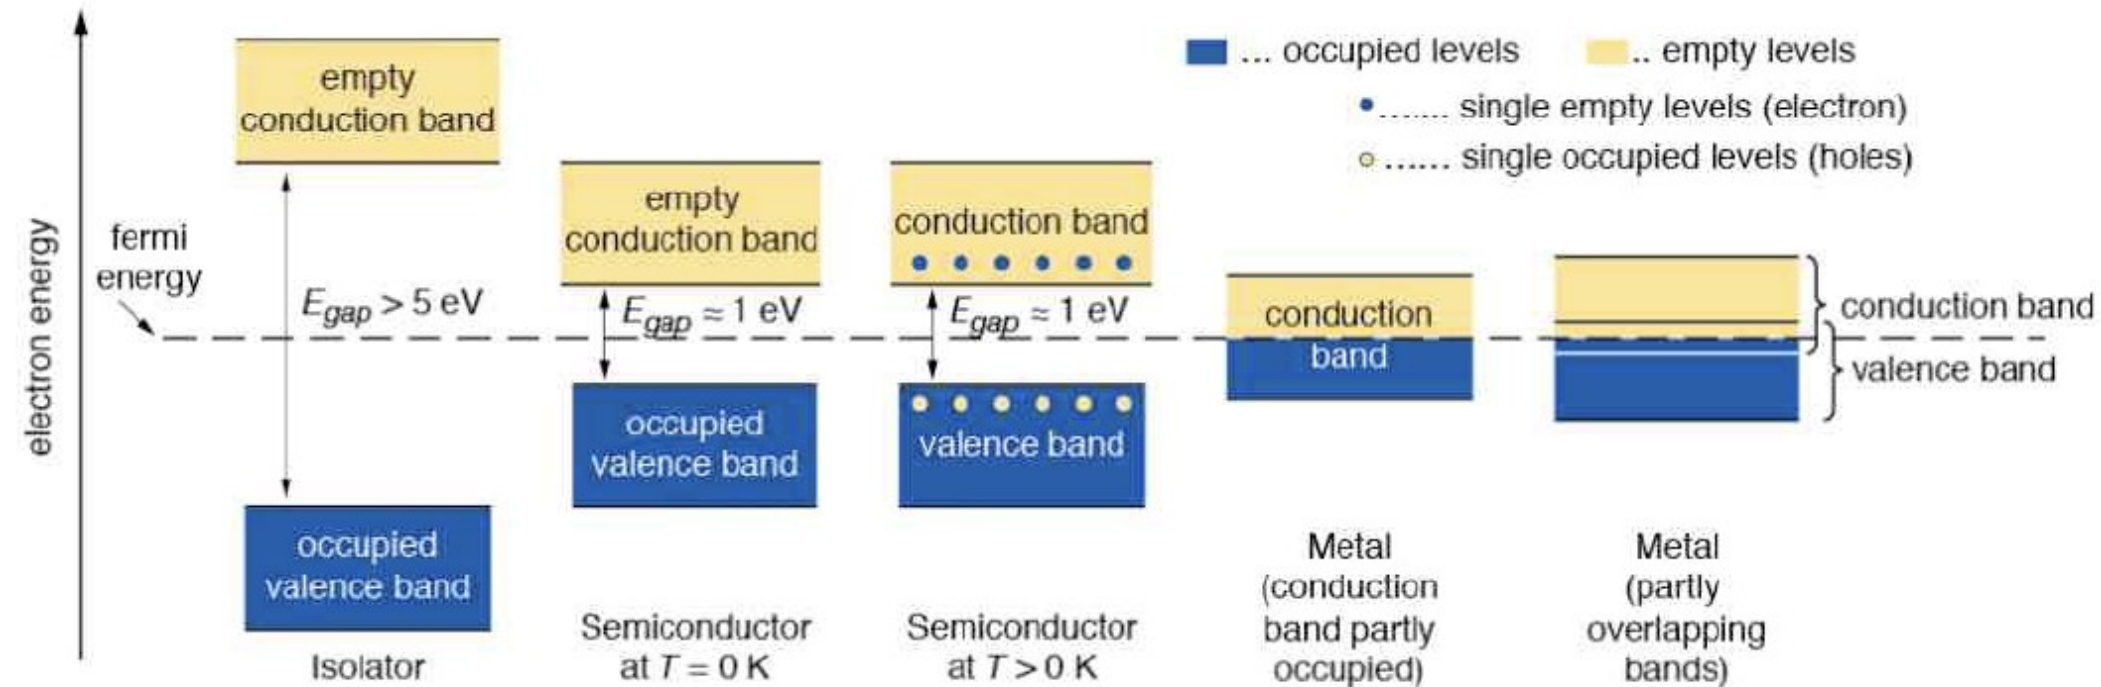 electron energy
fermi
energy
empty
conduction band
E_gap > 5 eV
occupied
valence band
Isolator
empty
conduction band
E_gap ≈ 1 eV
occupied
valence band
Semiconductor
at T = 0 K
conduction band
E_gap ≈ 1 eV
valence band
Semiconductor
at T > 0 K
... occupied levels
.. empty levels
....... single empty levels (electron)
...... single occupied levels (holes)
conduction
band
Metal
(conduction
band partly
occupied)
conduction band
valence band
Metal
(partly
overlapping
bands)